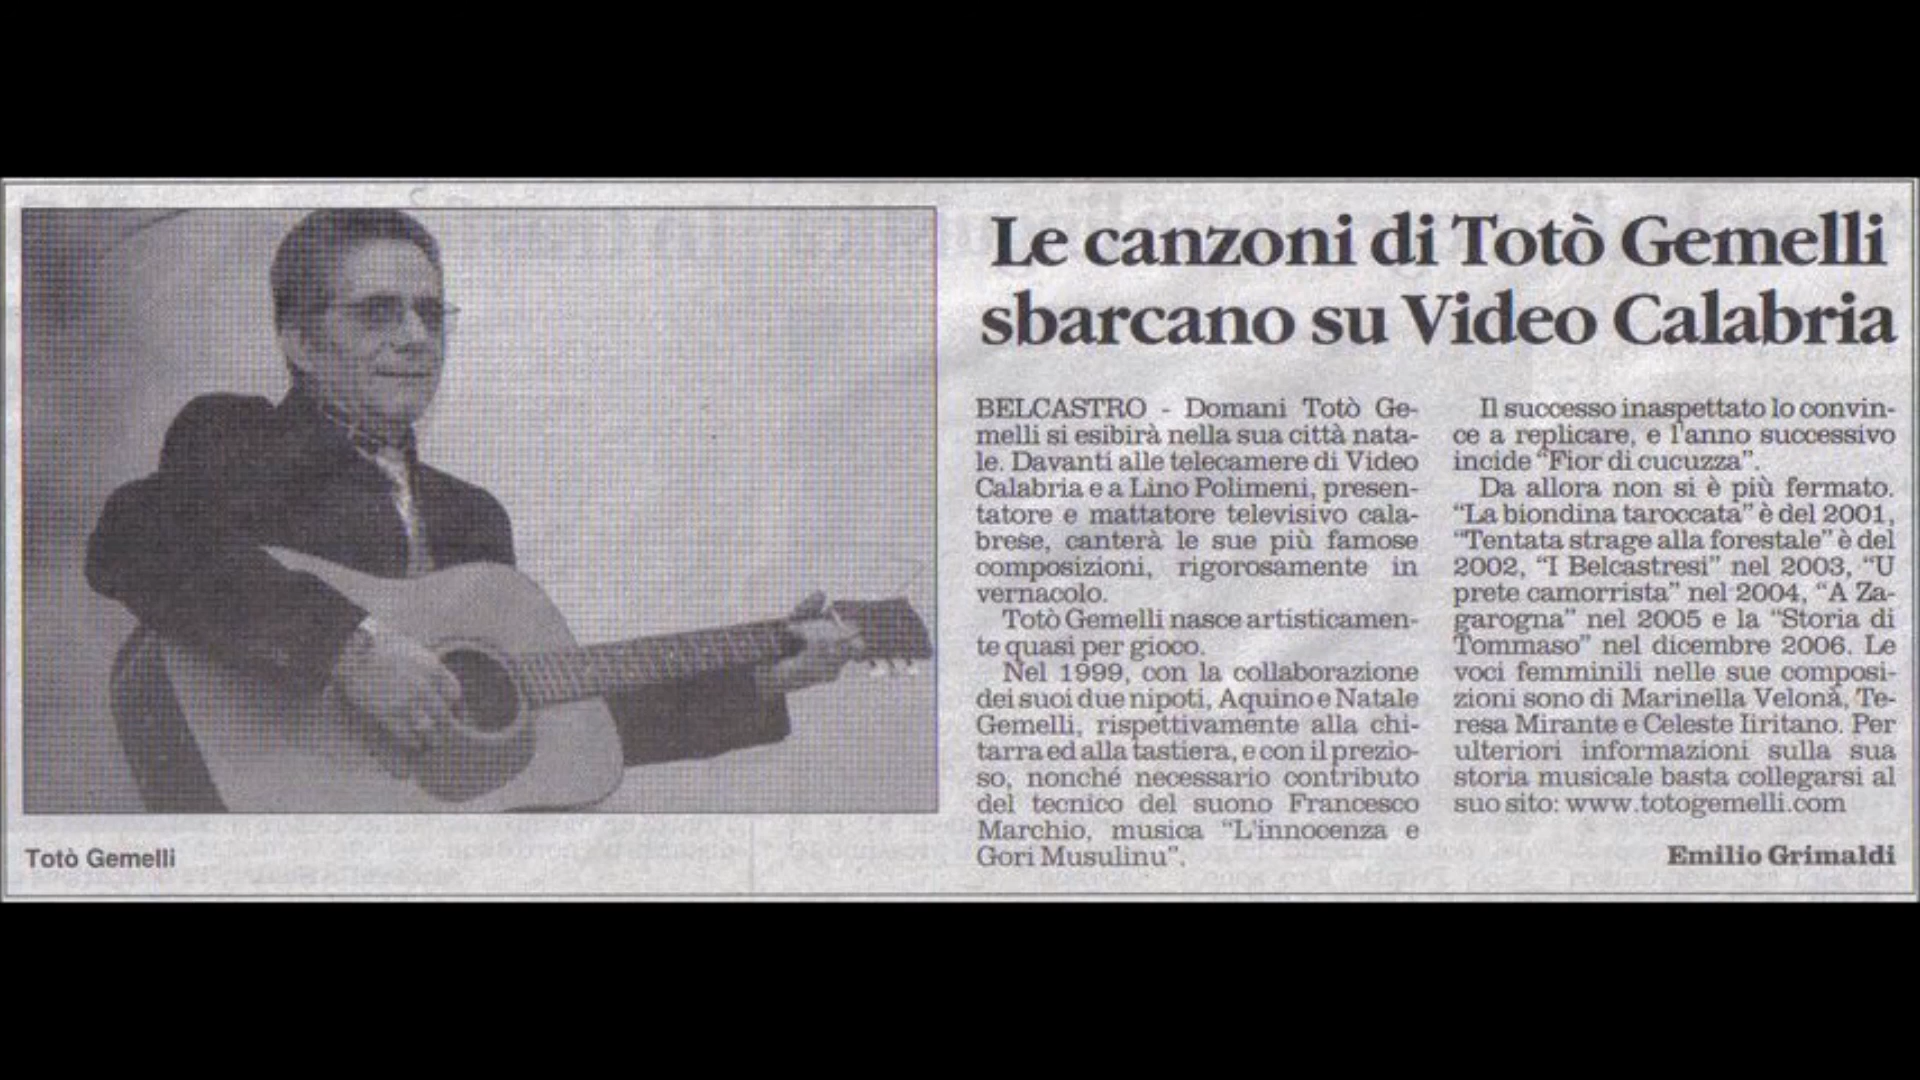 Le canzoni di Totò Gemelli
sbarcano su Video Calabria
BELCASTRO - Domani Totò Ge-
melli si esibirà nella sua città nata-
le. Davanti alle telecamere di Video
Calabria e a Lino Polimeni, presen-
tatore e mattatore televisivo cala-
brese, canterà le sue più famose
composizioni, rigorosamente in
vernacolo.
Totò Gemelli nasce artisticamen-
te quasi per gioco.
Nel 1999, con la collaborazione
dei suoi due nipoti, Aquino e Natale
Gemelli, rispettivamente alla chi-
tarra ed alla tastiera, e con il prezio-
so, nonché necessario contributo
del tecnico del suono Francesco
Marchio, musica "L'innocenza e
Gori Musulinu".
Il successo inaspettato lo convin-
ce a replicare, e l'anno successivo
incide "Fior di cucuzza".
Da allora non si è più fermato.
"La biondina taroccata" è del 2001,
"Tentata strage alla forestale" è del
2002, "I Belcastresi" nel 2003, "U
prete camorrista" nel 2004, "A Za-
garogna" nel 2005 e la "Storia di
Tommaso" nel dicembre 2006. Le
voci femminili nelle sue composi-
zioni sono di Marinella Velonà, Te-
resa Mirante e Celeste Iiritano. Per
ulteriori informazioni sulla sua
storia musicale basta collegarsi al
suo sito: www.totogemelli.com
Emilio Grimaldi
Totò Gemelli